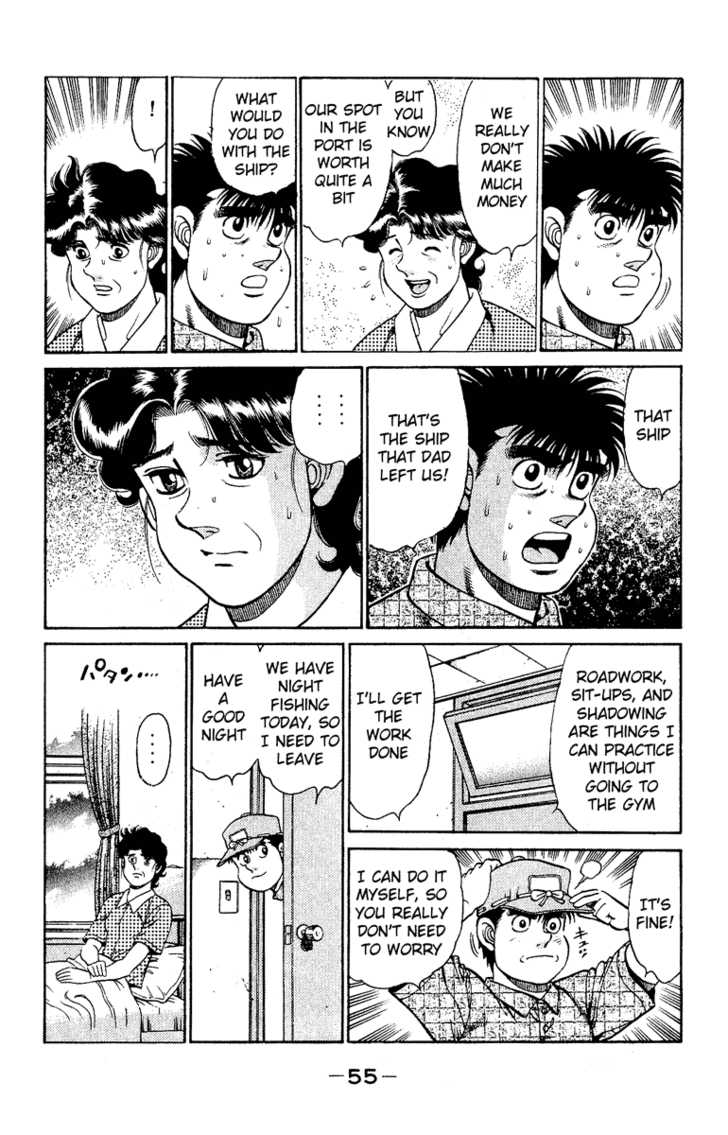 WE
REALLY
DON'T
MAKE
MUCH
MONEY
BUT
YOU
KNOW
OUR SPOT
IN THE
PORT IS
WORTH
QUITE A
BIT
WHAT
WOULD
YOU DO
WITH THE
SHIP?
!
THAT
SHIP
THAT'S
THE SHIP
THAT DAD
LEFT US!
...
ROADWORK,
SIT-UPS, AND
SHADOWING
ARE THINGS I
CAN PRACTICE
WITHOUT
GOING TO
THE GYM
I'LL GET
THE
WORK
DONE
IT'S
FINE!
I CAN DO IT
MYSELF, SO
YOU REALLY
DON'T NEED
TO WORRY
キュッ
WE HAVE
NIGHT
FISHING
TODAY, SO
I NEED TO
LEAVE
HAVE
A
GOOD
NIGHT
パタン....
...
-55-